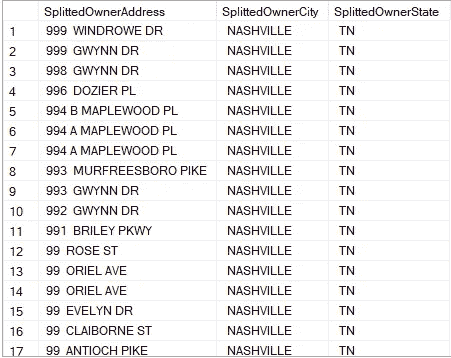 SplittedOwnerAddress SplittedOwnerCity SplittedOwnerState
1 999 WINDROWE DR NASHVILLE TN
2 999 GWYNN DR NASHVILLE TN
3 998 GWYNN DR NASHVILLE TN
4 996 DOZIER PL NASHVILLE TN
5 994 B MAPLEWOOD PL NASHVILLE TN
6 994 A MAPLEWOOD PL NASHVILLE TN
7 994 A MAPLEWOOD PL NASHVILLE TN
8 993 MURFREESBORO PIKE NASHVILLE TN
9 993 GWYNN DR NASHVILLE TN
10 992 GWYNN DR NASHVILLE TN
11 991 BRILEY PKWY NASHVILLE TN
12 99 ROSE ST NASHVILLE TN
13 99 ORIEL AVE NASHVILLE TN
14 99 ORIEL AVE NASHVILLE TN
15 99 EVELYN DR NASHVILLE TN
16 99 CLAIBORNE ST NASHVILLE TN
17 99 ANTIOCH PIKE NASHVILLE TN